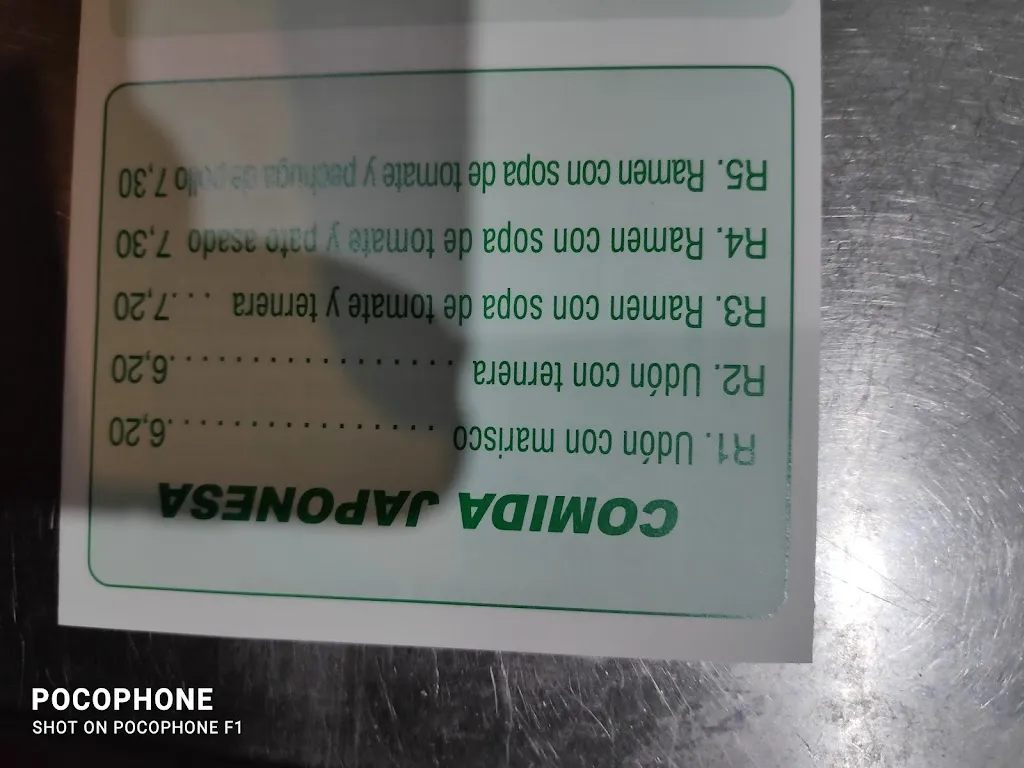 COMIDA JAPONESA
R1. Udón con marisco ..................6,20
R2. Udón con ternera ..................6,20
R3. Ramen con sopa de tomate y ternera ...7,20
R4. Ramen con sopa de tomate y pato asado 7,30
R5. Ramen con sopa de tomate y pechuga de pollo 7,30
POCOPHONE
SHOT ON POCOPHONE F1